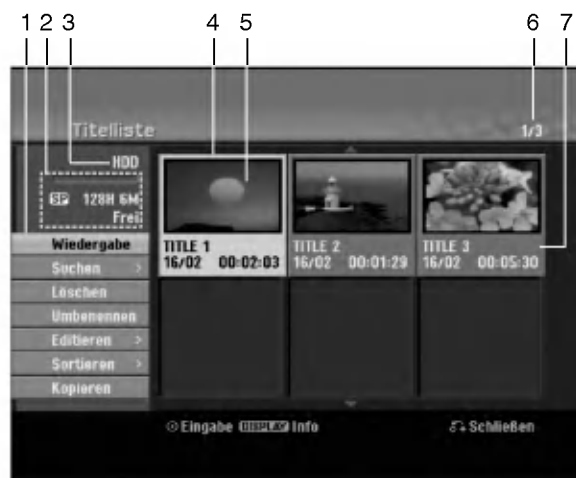 1 2 3 4 5 6 7
Titelliste
1/3
HDD
SP 128H 6M
Frei
Wiedergabe
Suchen >
Löschen
Umbenennen
Editieren >
Sortieren >
Kopieren
TITLE 1
16/02 00:02:03
TITLE 2
16/02 00:01:29
TITLE 3
16/02 00:05:30
Eingabe DISPLAY Info
Schließen